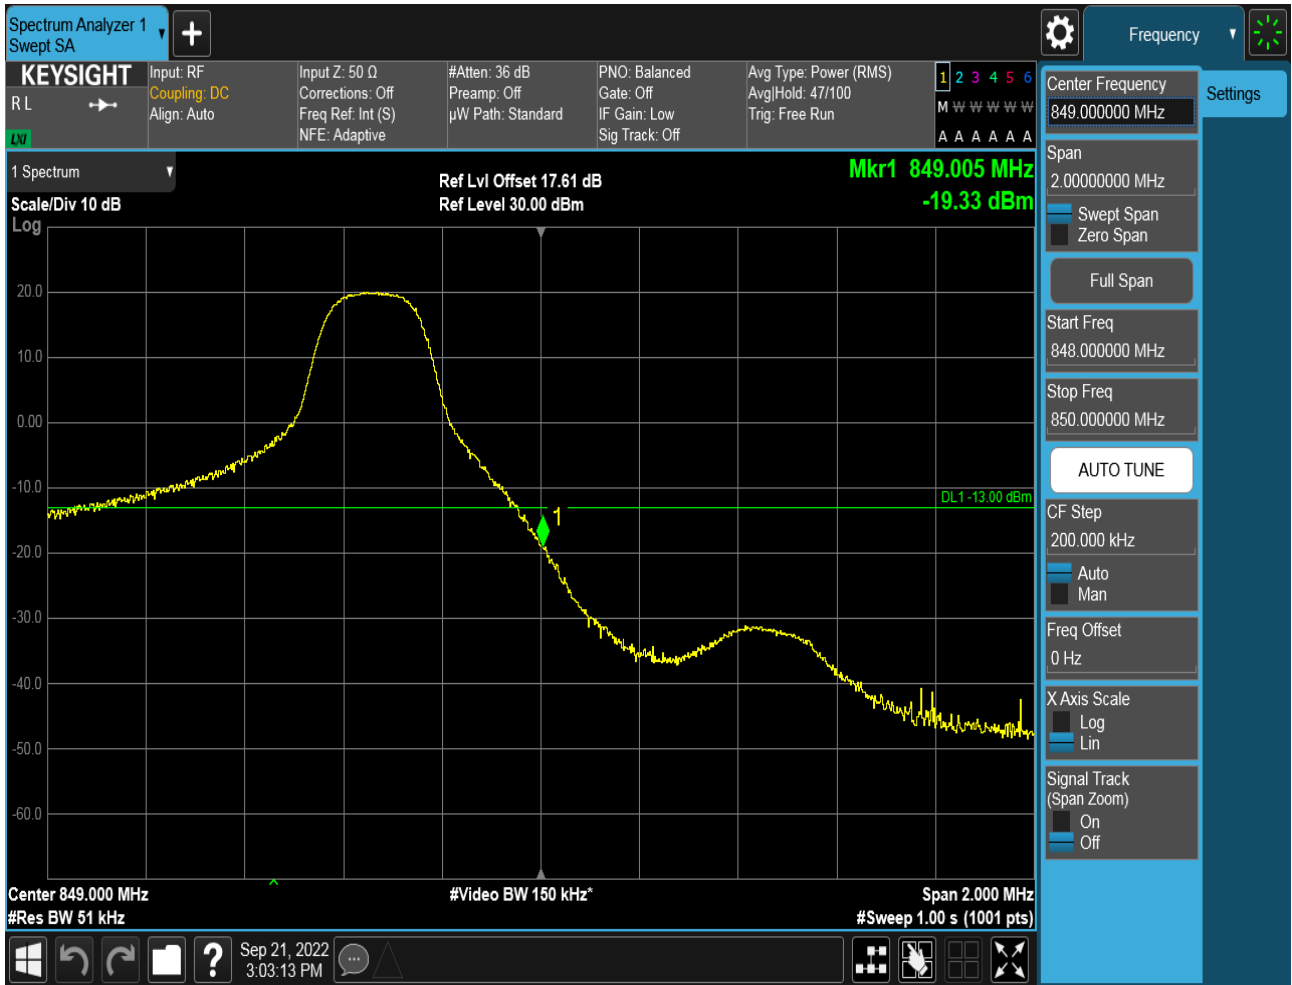 Spectrum Analyzer 1
Swept SA
Frequency
KEYSIGHT
R L
LXI
Input: RF
Coupling: DC
Align: Auto
Input Z: 50 Ω
Corrections: Off
Freq Ref: Int (S)
NFE: Adaptive
#Atten: 36 dB
Preamp: Off
µW Path: Standard
PNO: Balanced
Gate: Off
IF Gain: Low
Sig Track: Off
Avg Type: Power (RMS)
Avg|Hold: 47/100
Trig: Free Run
1 2 3 4 5 6
M W W W W W
A A A A A A
1 Spectrum
Scale/Div 10 dB
Log
Ref Lvl Offset 17.61 dB
Ref Level 30.00 dBm
Mkr1 849.005 MHz
-19.33 dBm
20.0
10.0
0.00
-10.0
-20.0
-30.0
-40.0
-50.0
-60.0
DL1 -13.00 dBm
1
Center 849.000 MHz
#Res BW 51 kHz
#Video BW 150 kHz*
Span 2.000 MHz
#Sweep 1.00 s (1001 pts)
Center Frequency
849.000000 MHz
Settings
Span
2.00000000 MHz
Swept Span
Zero Span
Full Span
Start Freq
848.000000 MHz
Stop Freq
850.000000 MHz
AUTO TUNE
CF Step
200.000 kHz
Auto
Man
Freq Offset
0 Hz
X Axis Scale
Log
Lin
Signal Track
(Span Zoom)
On
Off
?
Sep 21, 2022
3:03:13 PM